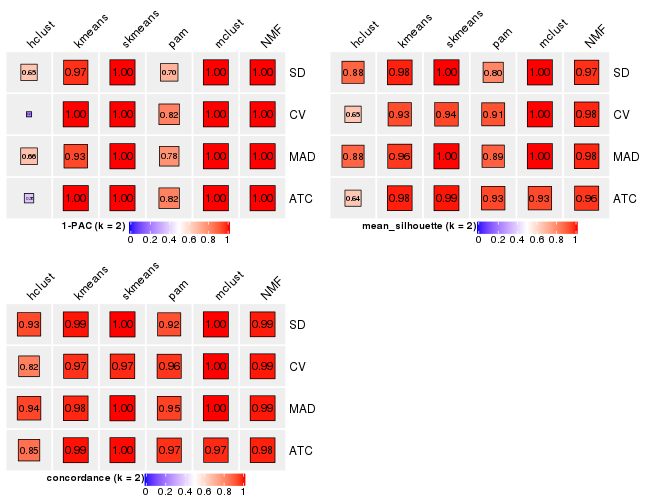 hclust kmeans skmeans pam mclust NMF
0.65 0.97 1.00 0.70 1.00 1.00 SD
1.00 1.00 0.82 1.00 1.00 CV
0.66 0.93 1.00 0.78 1.00 1.00 MAD
1.00 1.00 0.82 1.00 1.00 ATC
1-PAC (k = 2)
0 0.2 0.4 0.6 0.8 1
hclust kmeans skmeans pam mclust NMF
0.88 0.98 1.00 0.80 1.00 0.97 SD
0.65 0.93 0.94 0.91 1.00 0.98 CV
0.88 0.96 1.00 0.89 1.00 0.98 MAD
0.64 0.98 0.99 0.93 0.93 0.96 ATC
mean_silhouette (k = 2)
0 0.2 0.4 0.6 0.8 1
hclust kmeans skmeans pam mclust NMF
0.93 0.99 1.00 0.92 1.00 0.99 SD
0.82 0.97 0.97 0.96 1.00 0.99 CV
0.94 0.98 1.00 0.95 1.00 0.99 MAD
0.85 0.99 1.00 0.97 0.97 0.98 ATC
concordance (k = 2)
0 0.2 0.4 0.6 0.8 1